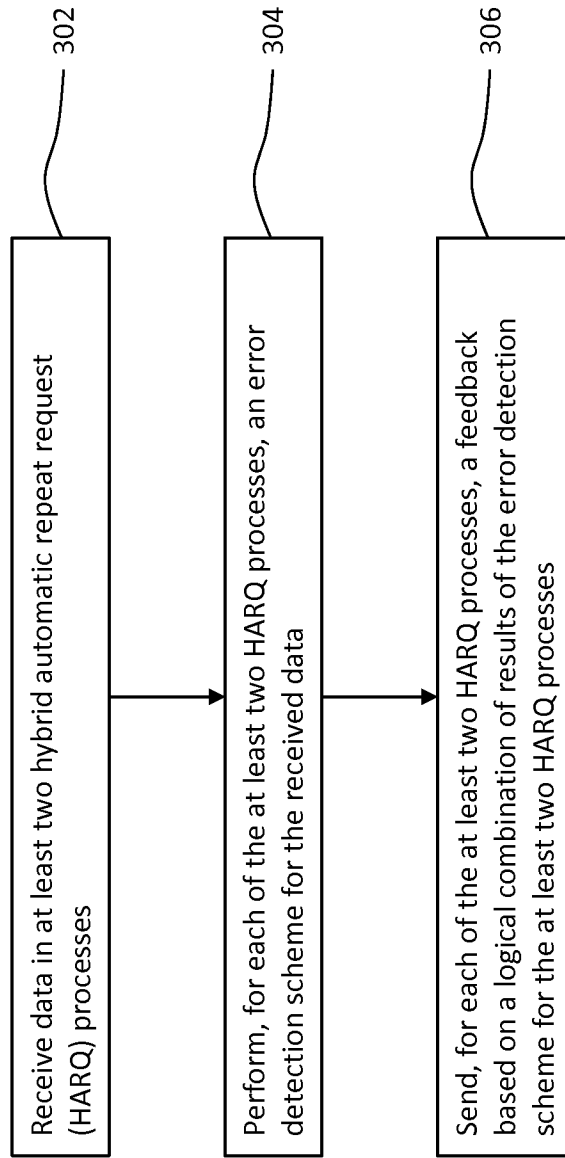 Receive data in at least two hybrid automatic repeat request
(HARQ) processes
302
Perform, for each of the at least two HARQ processes, an error
detection scheme for the received data
304
Send, for each of the at least two HARQ processes, a feedback
based on a logical combination of results of the error detection
scheme for the at least two HARQ processes
306